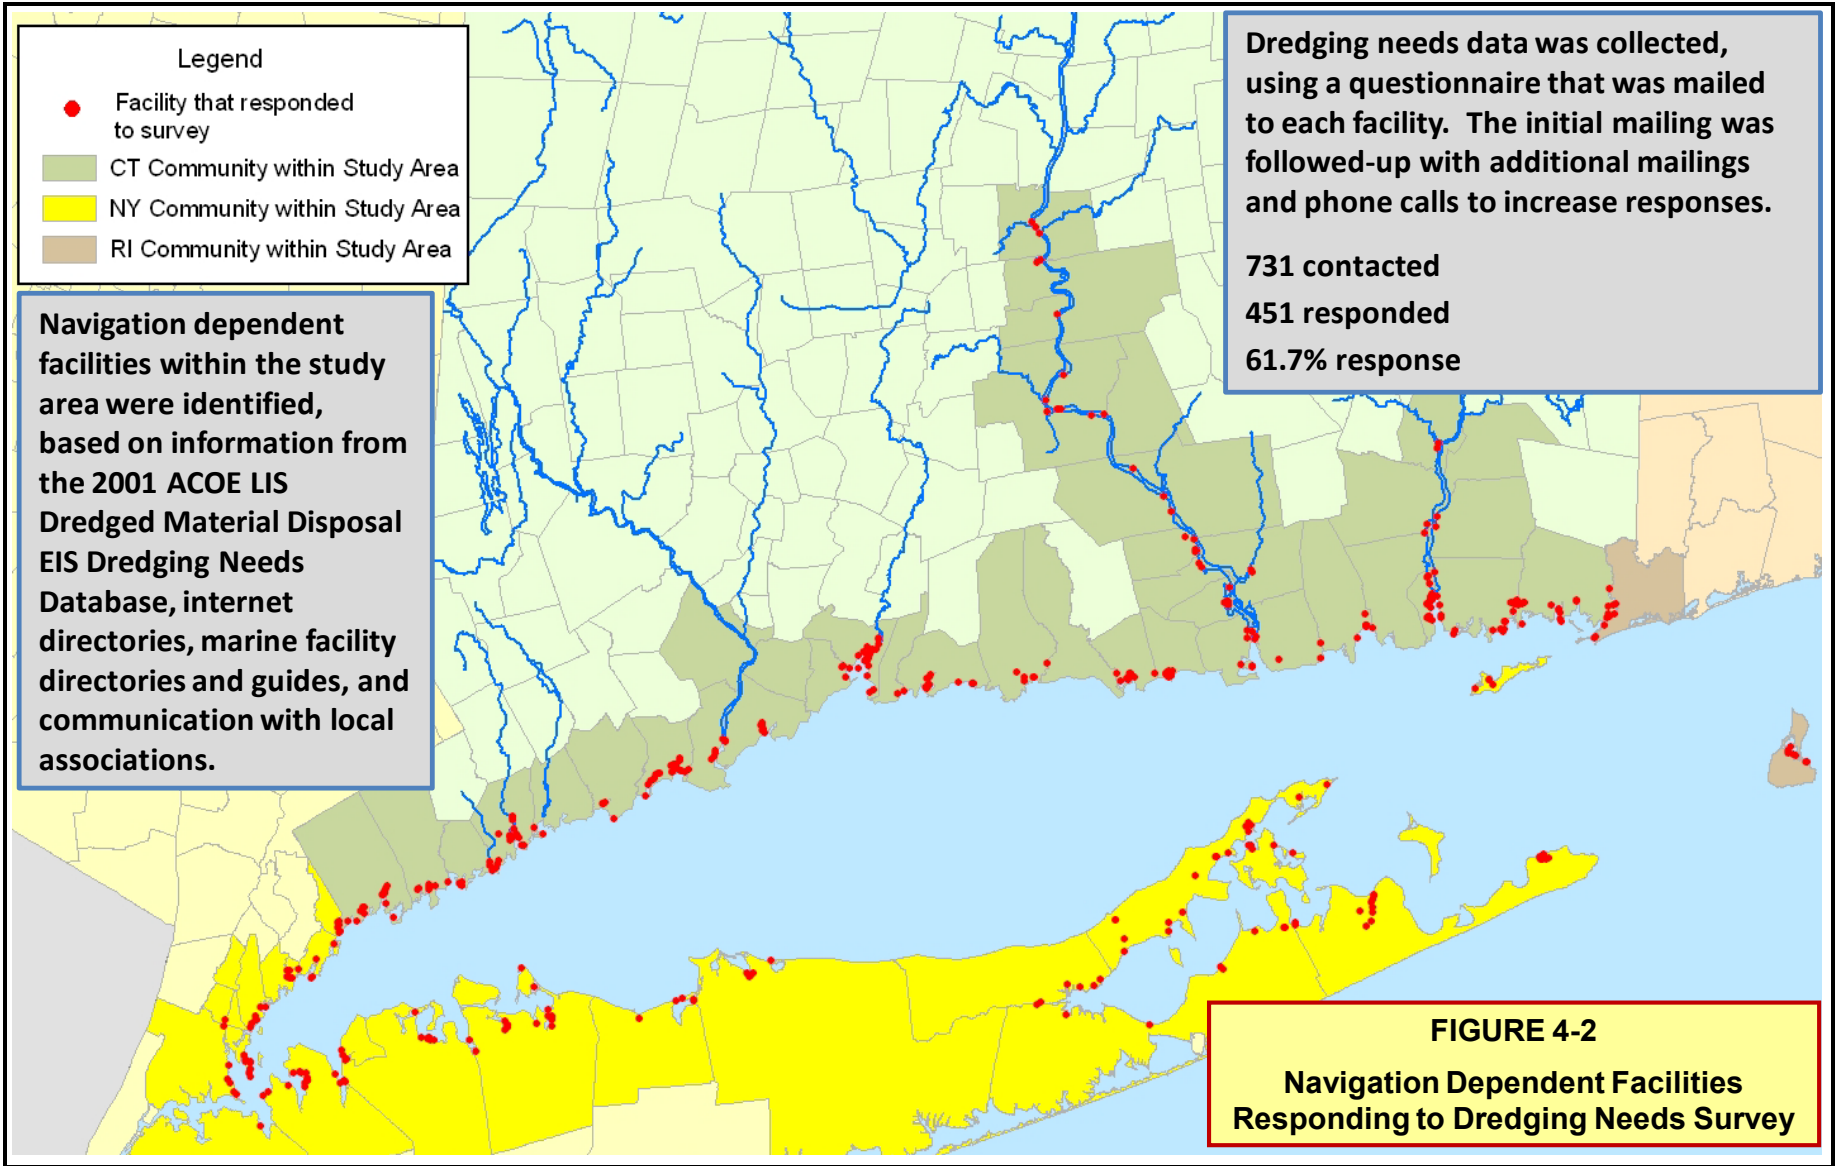 Legend
Facility that responded
to survey
CT Community within Study Area
NY Community within Study Area
RI Community within Study Area
Navigation dependent
facilities within the study
area were identified,
based on information from
the 2001 ACOE LIS
Dredged Material Disposal
EIS Dredging Needs
Database, internet
directories, marine facility
directories and guides, and
communication with local
associations.
Dredging needs data was collected,
using a questionnaire that was mailed
to each facility.  The initial mailing was
followed-up with additional mailings
and phone calls to increase responses.
731 contacted
451 responded
61.7% response
FIGURE 4-2
Navigation Dependent Facilities
Responding to Dredging Needs Survey